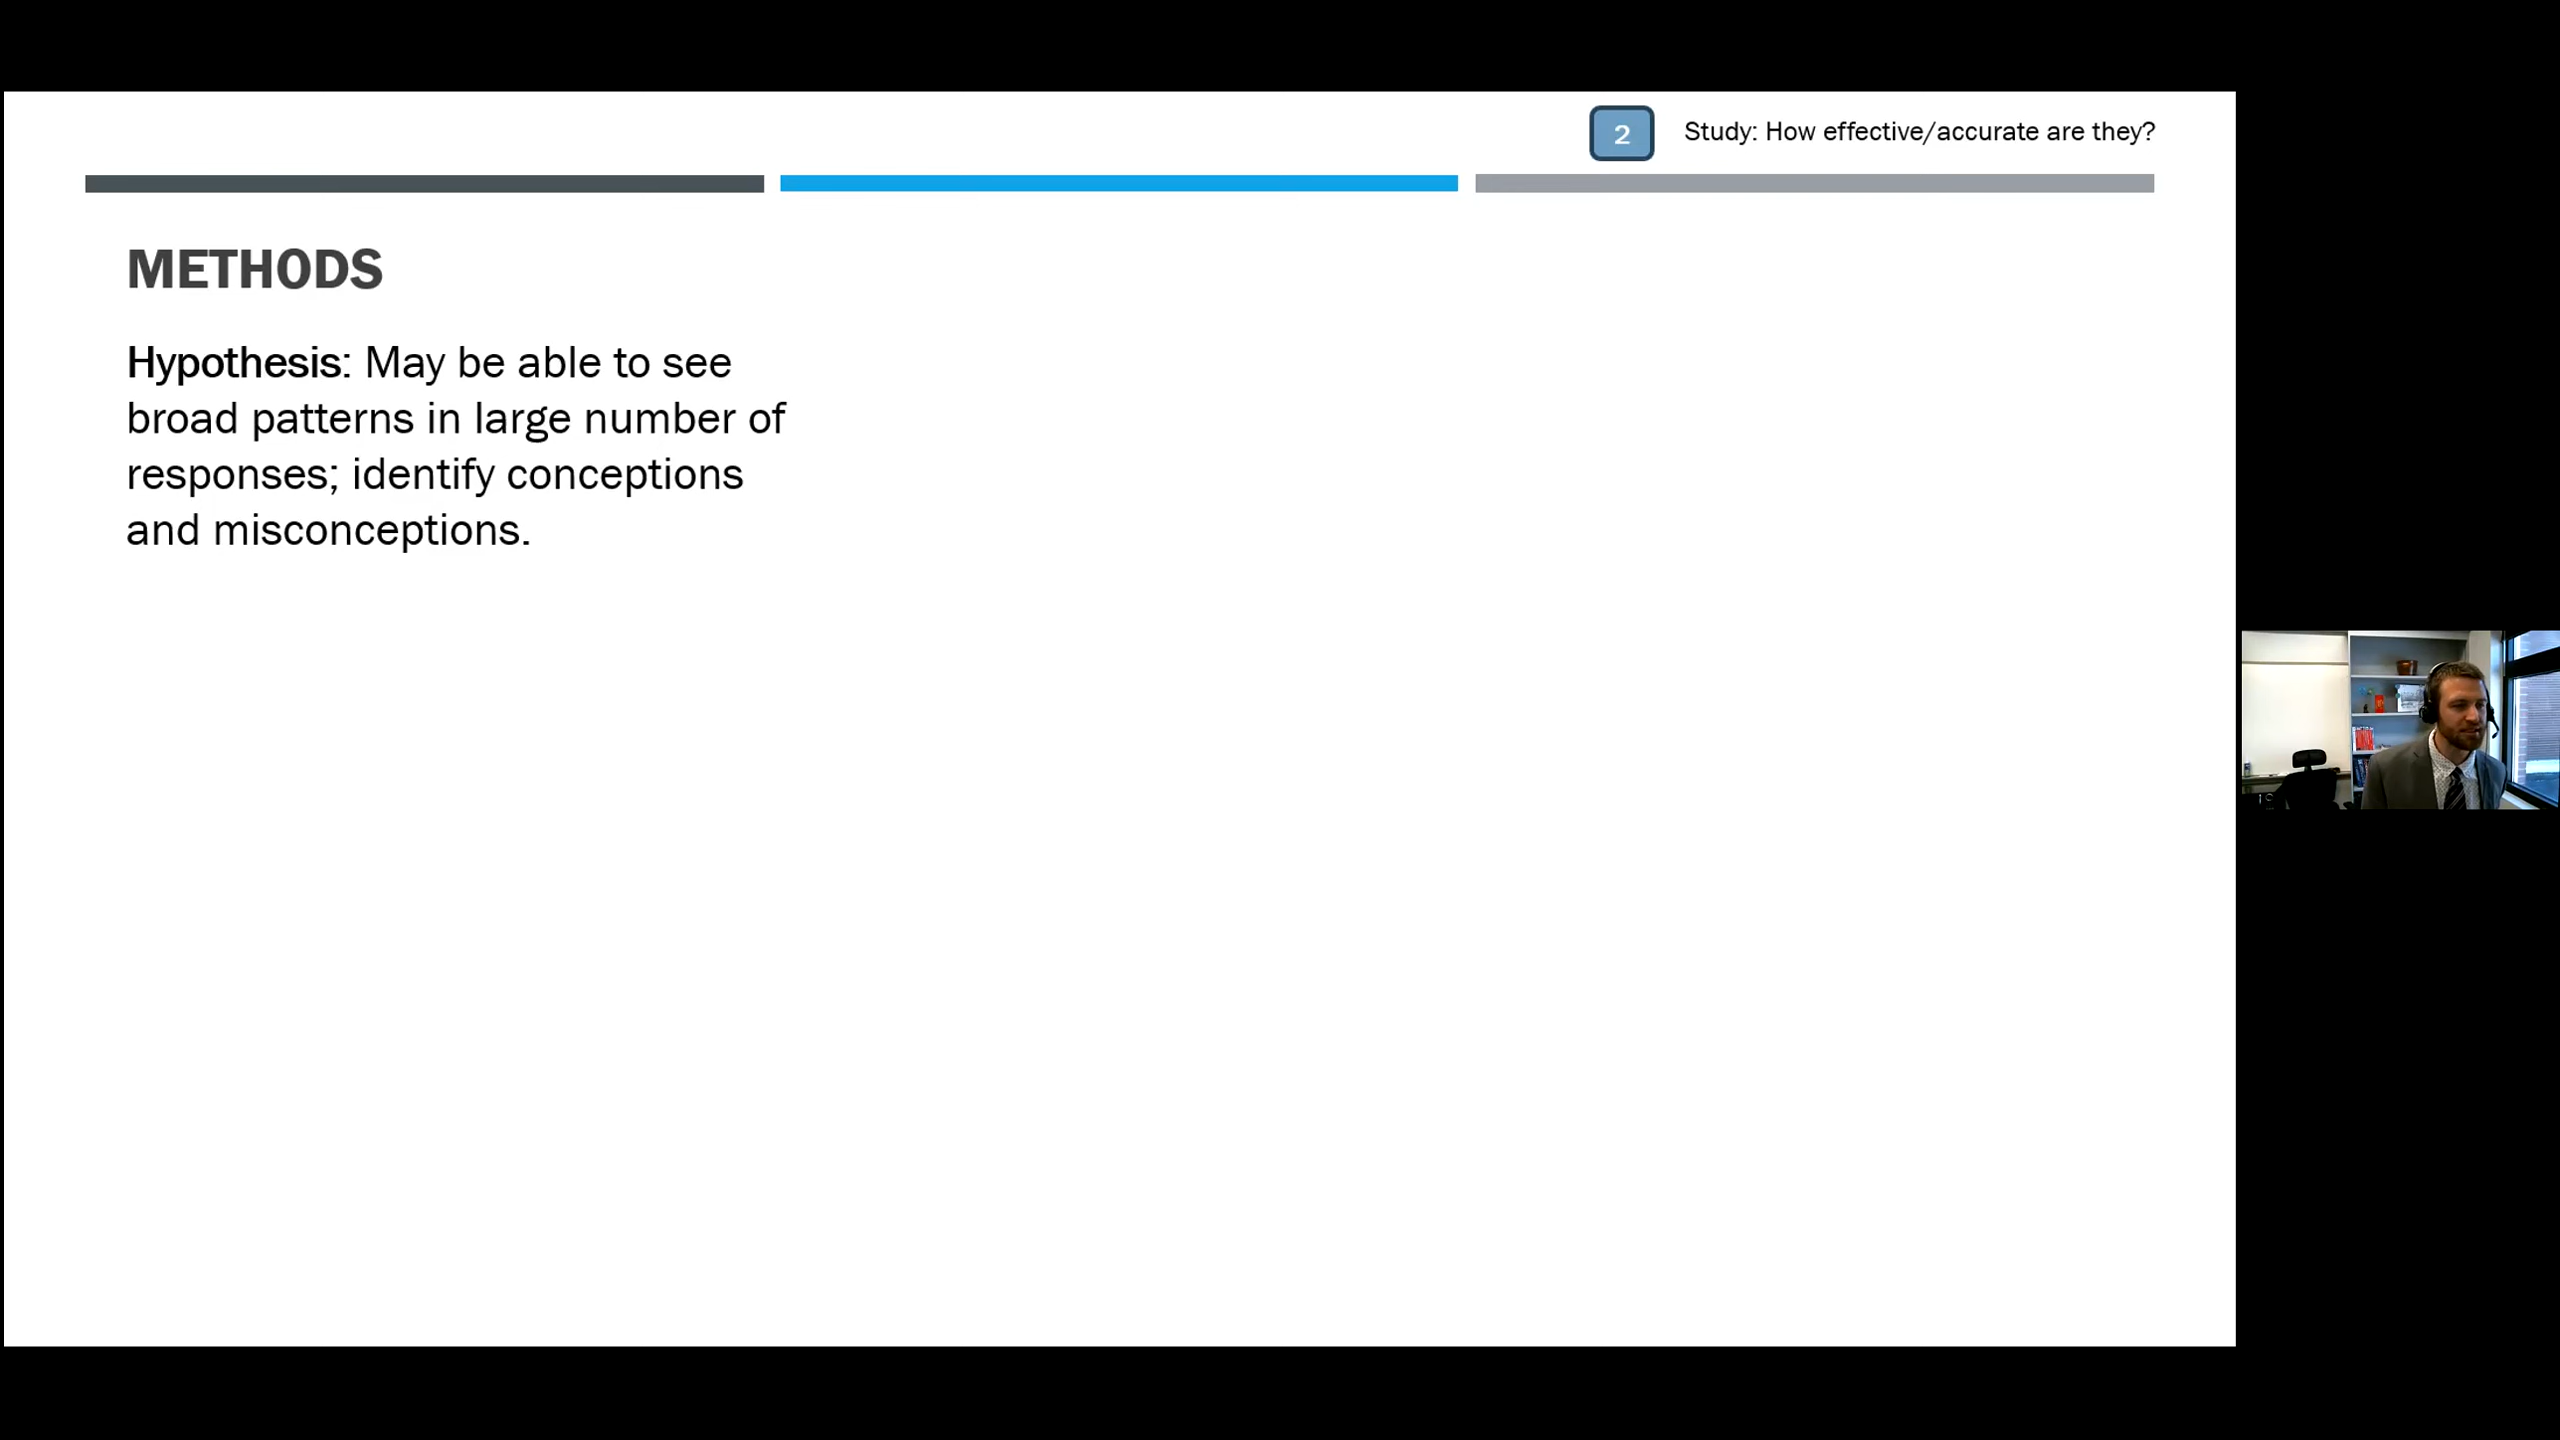 2
Study: How effective/accurate are they?
METHODS
Hypothesis: May be able to see
broad patterns in large number of
responses; identify conceptions
and misconceptions.